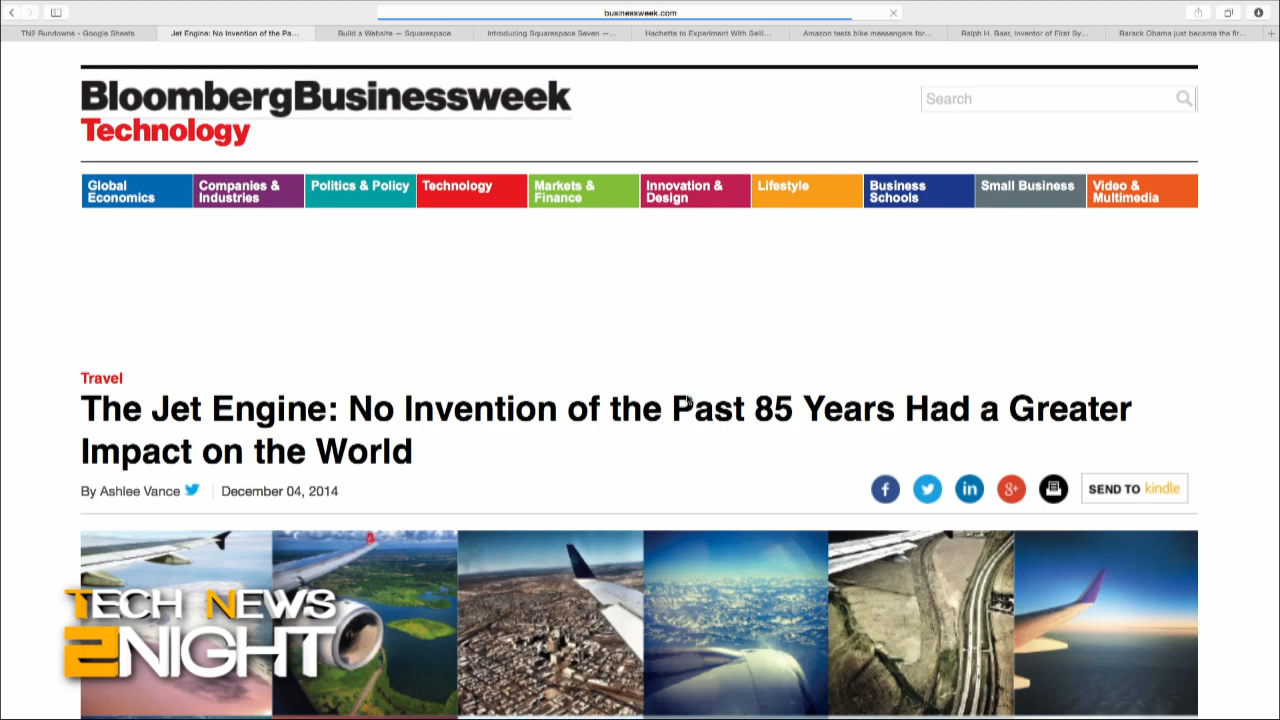 businessweek.com
TN2 Rundowns - Google Sheets
Jet Engine: No Invention of the Pa...
Build a Website — Squarespace
Introducing Squarespace Seven —...
Hachette to Experiment With Selli...
Amazon tests bike messengers for...
Ralph H. Baer, Inventor of First Sy...
Barack Obama just became the fir...
BloombergBusinessweek
Technology
Search
Global
Economics
Companies &
Industries
Politics & Policy
Technology
Markets &
Finance
Innovation &
Design
Lifestyle
Business
Schools
Small Business
Video &
Multimedia
Travel
The Jet Engine: No Invention of the Past 85 Years Had a Greater
Impact on the World
By Ashlee Vance
December 04, 2014
f
in
g+
SEND TO kindle
TECH NEWS
2NIGHT